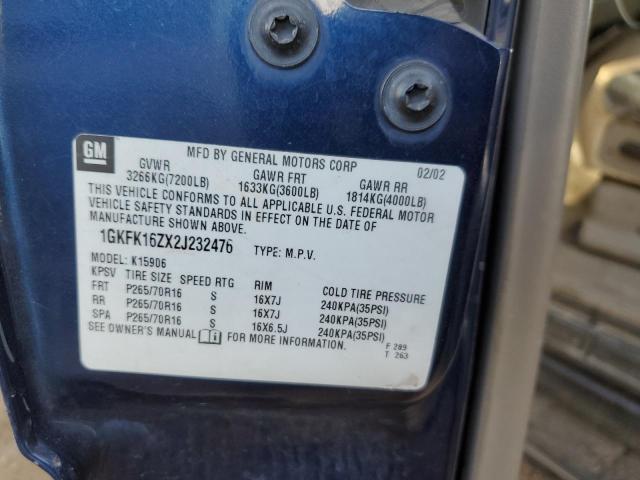 GM
MFD BY GENERAL MOTORS CORP 02/02
GVWR GAWR FRT GAWR RR
3266KG(7200LB) 1633KG(3600LB) 1814KG(4000LB)
THIS VEHICLE CONFORMS TO ALL APPLICABLE U.S. FEDERAL MOTOR
VEHICLE SAFETY STANDARDS IN EFFECT ON THE DATE OF
MANUFACTURE SHOWN ABOVE.
1GKFK16ZX2J232476 TYPE: M.P.V.
MODEL: K15906
KPSV TIRE SIZE SPEED RTG RIM COLD TIRE PRESSURE
FRT P265/70R16 S 16X7J 240KPA(35PSI)
RR P265/70R16 S 16X7J 240KPA(35PSI)
SPA P265/70R16 S 16X6.5J 240KPA(35PSI)
SEE OWNER'S MANUAL FOR MORE INFORMATION. F 289
T 263